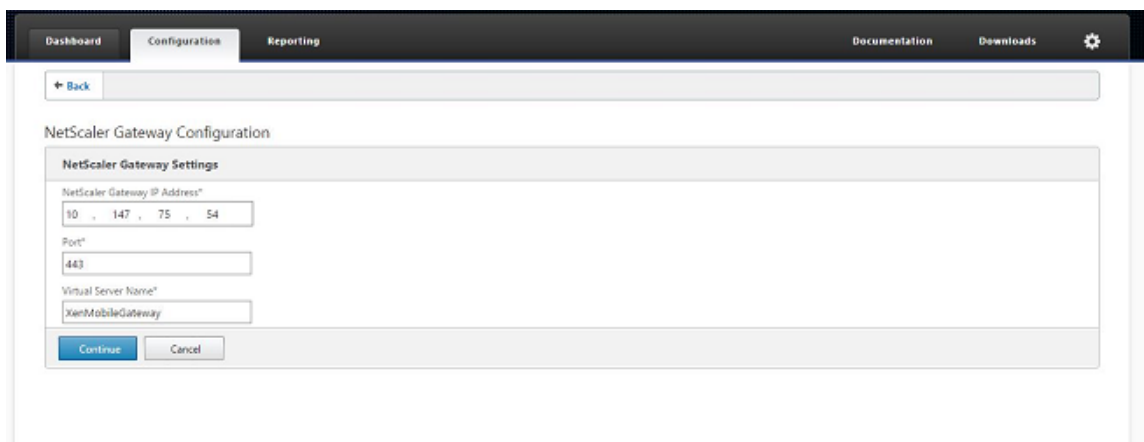 Dashboard Configuration Reporting Documentation Downloads
Back
NetScaler Gateway Configuration
NetScaler Gateway Settings
NetScaler Gateway IP Address*
10 . 147 . 75 . 54
Port*
443
Virtual Server Name*
XenMobileGateway
Continue Cancel